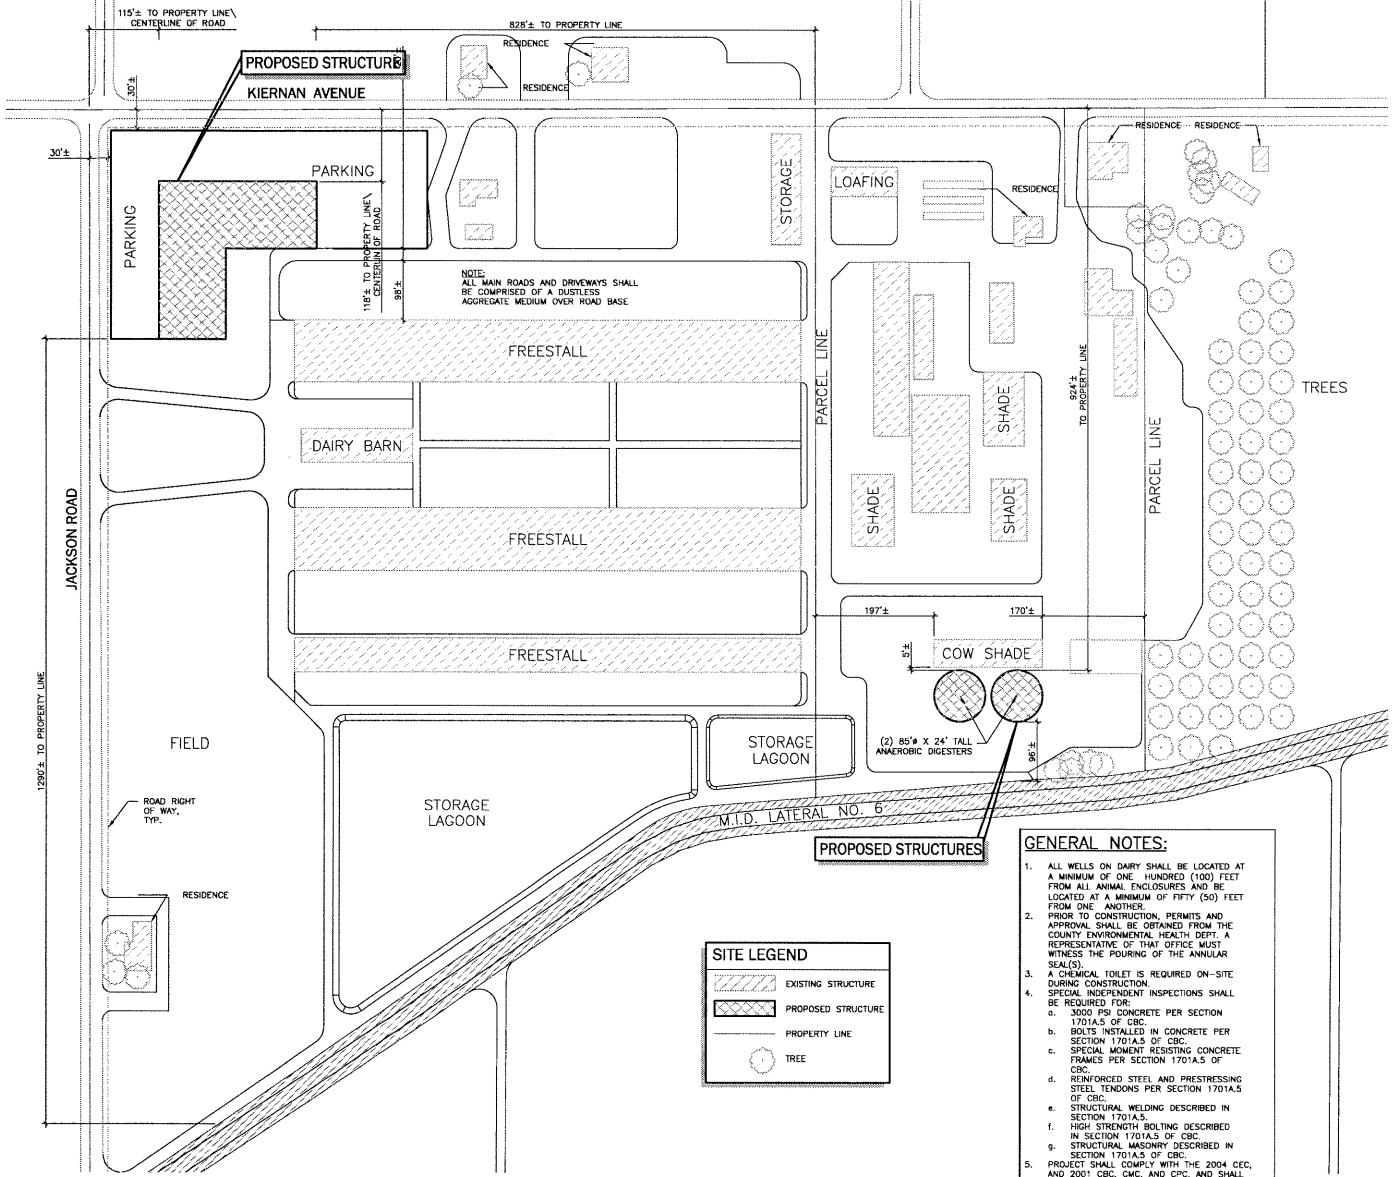 115'± TO PROPERTY LINE\
CENTERLINE OF ROAD
828'± TO PROPERTY LINE
RESIDENCE
PROPOSED STRUCTURE
RESIDENCE
30'±
KIERNAN AVENUE
30'±
PARKING
PARKING
118'± TO PROPERTY LINE\
CENTERLIN OF ROAD
98'±
STORAGE
LOAFING
RESIDENCE
RESIDENCE
RESIDENCE
NOTE:
ALL MAIN ROADS AND DRIVEWAYS SHALL
BE COMPRISED OF A DUSTLESS
AGGREGATE MEDIUM OVER ROAD BASE
FREESTALL
PARCEL LINE
924'±
TO PROPERTY LINE
TREES
DAIRY BARN
SHADE
PARCEL LINE
JACKSON ROAD
FREESTALL
SHADE
SHADE
197'±
170'±
FREESTALL
5'±
COW SHADE
1290'± TO PROPERTY LINE
FIELD
STORAGE
LAGOON
(2) 85'ø X 24' TALL
ANAEROBIC DIGESTERS
96'±
ROAD RIGHT
OF WAY,
TYP.
STORAGE
LAGOON
M.I.D. LATERAL NO. 6
PROPOSED STRUCTURES
RESIDENCE
SITE LEGEND
EXISTING STRUCTURE
PROPOSED STRUCTURE
PROPERTY LINE
TREE
GENERAL NOTES:
1. ALL WELLS ON DAIRY SHALL BE LOCATED AT
A MINIMUM OF ONE HUNDRED (100) FEET
FROM ALL ANIMAL ENCLOSURES AND BE
LOCATED AT A MINIMUM OF FIFTY (50) FEET
FROM ONE ANOTHER.
2. PRIOR TO CONSTRUCTION, PERMITS AND
APPROVAL SHALL BE OBTAINED FROM THE
COUNTY ENVIRONMENTAL HEALTH DEPT. A
REPRESENTATIVE OF THAT OFFICE MUST
WITNESS THE POURING OF THE ANNULAR
SEAL(S).
3. A CHEMICAL TOILET IS REQUIRED ON-SITE
DURING CONSTRUCTION.
4. SPECIAL INDEPENDENT INSPECTIONS SHALL
BE REQUIRED FOR:
a. 3000 PSI CONCRETE PER SECTION
1701A.5 OF CBC.
b. BOLTS INSTALLED IN CONCRETE PER
SECTION 1701A.5 OF CBC.
c. SPECIAL MOMENT RESISTING CONCRETE
FRAMES PER SECTION 1701A.5 OF
CBC.
d. REINFORCED STEEL AND PRESTRESSING
STEEL TENDONS PER SECTION 1701A.5
OF CBC.
e. STRUCTURAL WELDING DESCRIBED IN
SECTION 1701A.5.
f. HIGH STRENGTH BOLTING DESCRIBED
IN SECTION 1701A.5 OF CBC.
g. STRUCTURAL MASONRY DESCRIBED IN
SECTION 1701A.5 OF CBC.
5. PROJECT SHALL COMPLY WITH THE 2004 CEC,
AND 2001 CBC, CMC, AND CPC, AND SHALL